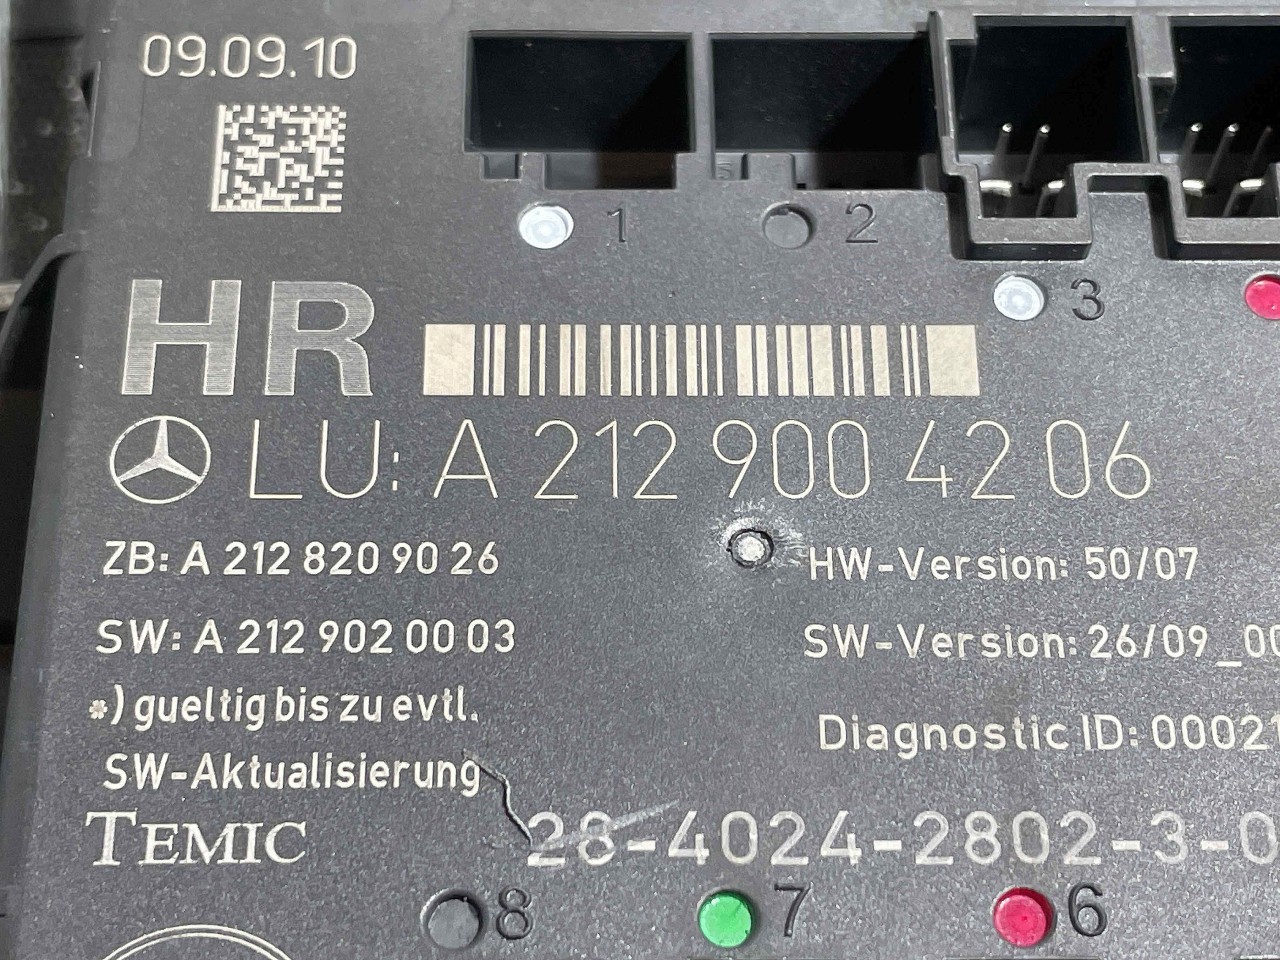 09.09.10
1
2
3
HR
LU: A 212 900 42 06
ZB: A 212 820 90 26
HW-Version: 50/07
SW: A 212 902 00 03
SW-Version: 26/09_00
*) gueltig bis zu evtl.
SW-Aktualisierung
Diagnostic ID: 00021
TEMIC
28-4024-2802-3-0
8
7
6